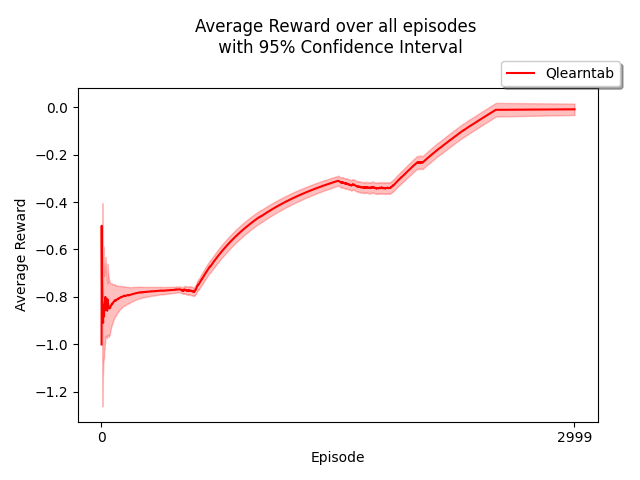 Average Reward over all episodes
with 95% Confidence Interval
Qlearntab
0.0
−0.2
−0.4
−0.6
−0.8
−1.0
−1.2
Average Reward
0
2999
Episode